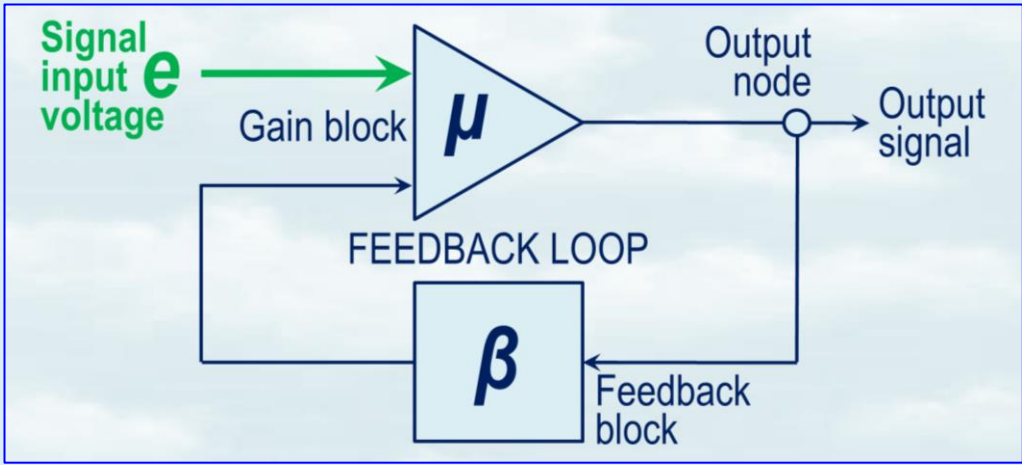 Signal
input e
voltage
Gain block
μ
Output
node
Output
signal
FEEDBACK LOOP
β
Feedback
block